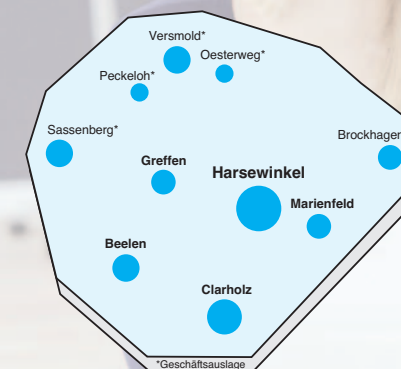 Versmold*
Oesterweg*
Peckeloh*
Sassenberg*
Brockhagen
Greffen
Harsewinkel
Marienfeld
Beelen
Clarholz
*Geschäftsauslage